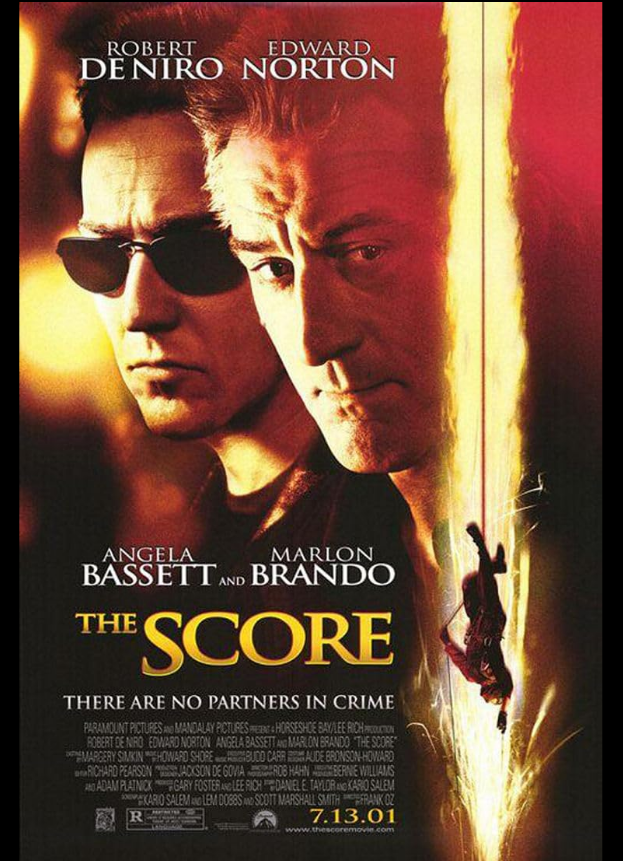 ROBERT DE NIRO
EDWARD NORTON
ANGELA BASSETT AND MARLON BRANDO
THE SCORE
THERE ARE NO PARTNERS IN CRIME
PARAMOUNT PICTURES AND MANDALAY PICTURES PRESENT A HORSESHOE BAY/LEE RICH PRODUCTION
ROBERT DE NIRO EDWARD NORTON ANGELA BASSETT AND MARLON BRANDO "THE SCORE"
MARGERY SIMKIN HOWARD SHORE BUDD CARR AUDE BRONSON-HOWARD
RICHARD PEARSON JACKSON DE GOVIA ROB HAHN BERNIE WILLIAMS
AND ADAM PLATNICK GARY FOSTER AND LEE RICH DANIEL E. TAYLOR AND KARIO SALEM
KARIO SALEM AND LEM DOBBS AND SCOTT MARSHALL SMITH FRANK OZ
R RESTRICTED
LANGUAGE
7.13.01
www.thescoremovie.com